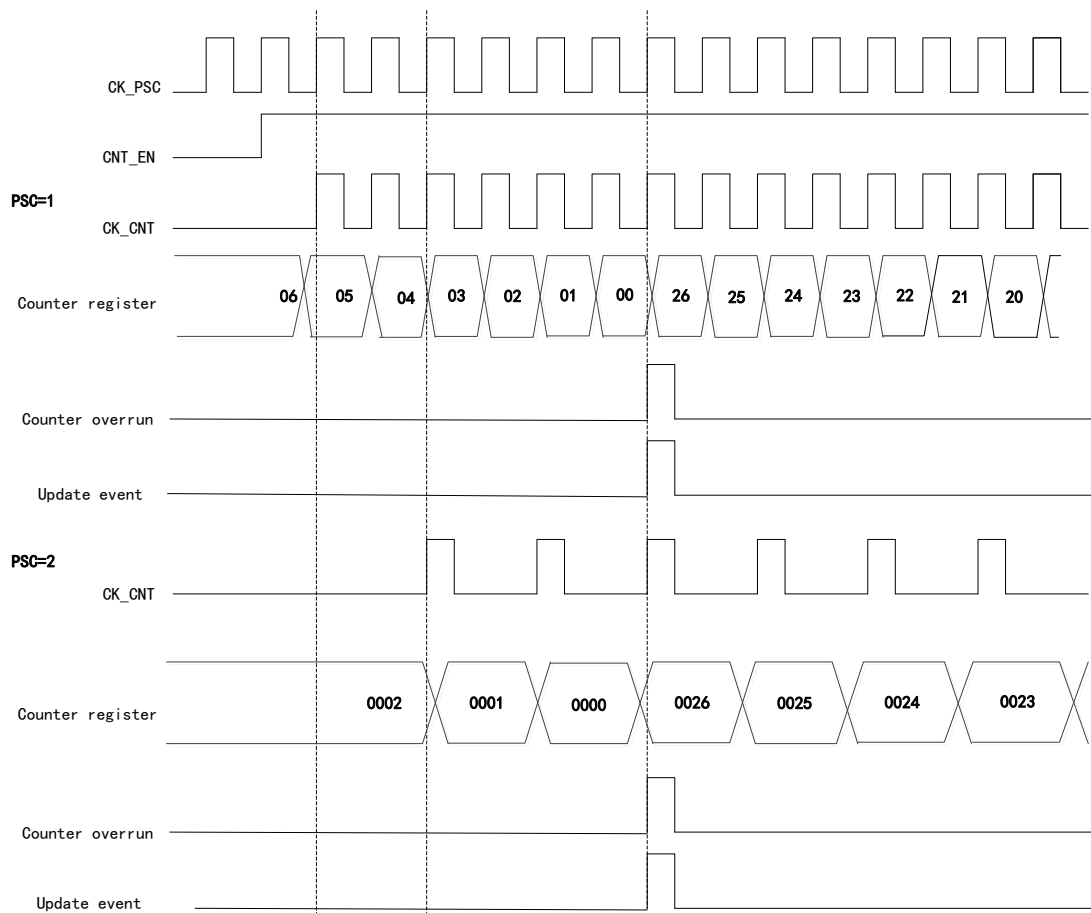 CK_PSC
CNT_EN
PSC=1
CK_CNT
Counter register 06 05 04 03 02 01 00 26 25 24 23 22 21 20
Counter overrun
Update event
PSC=2
CK_CNT
Counter register 0002 0001 0000 0026 0025 0024 0023
Counter overrun
Update event